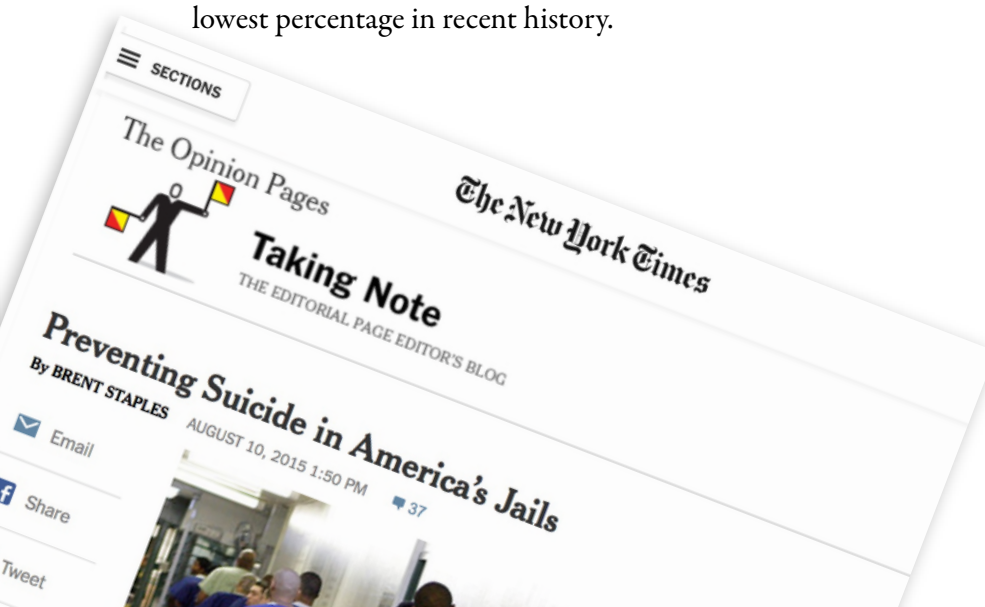 lowest percentage in recent history.
SECTIONS
The Opinion Pages
The New York Times
Taking Note
THE EDITORIAL PAGE EDITOR'S BLOG
Preventing Suicide in America's Jails
By BRENT STAPLES
AUGUST 10, 2015 1:50 PM
37
Email
Share
Tweet